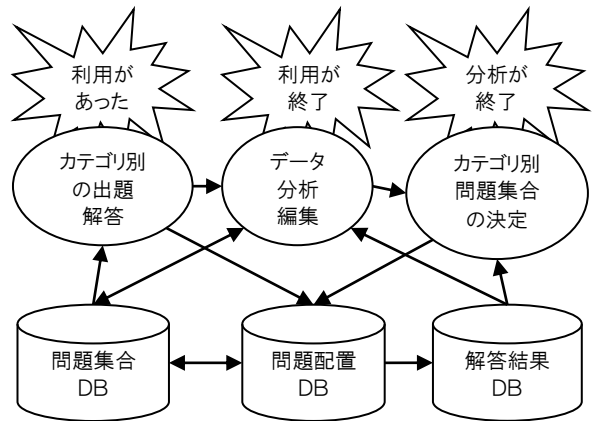 利用が
あった
利用が
終了
分析が
終了
カテゴリ別
の出題
解答
データ
分析
編集
カテゴリ別
問題集合
の決定
問題集合
DB
問題配置
DB
解答結果
DB